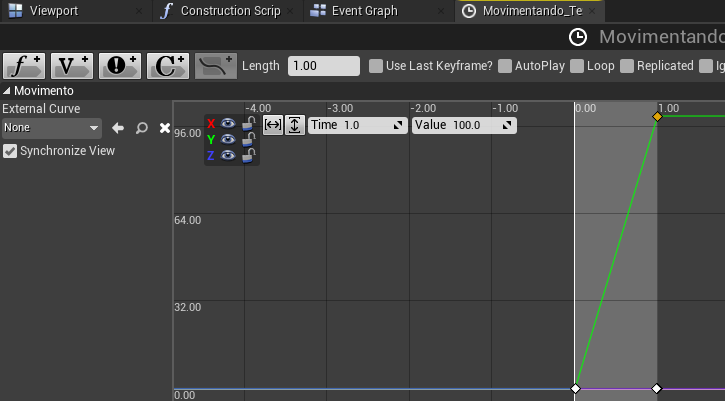 Viewport
Construction Scrip
Event Graph
Movimentando_Te
Movimentando
Length 1.00 Use Last Keyframe? AutoPlay Loop Replicated Ig
Movimento
External Curve
None
Synchronize View
-4.00 -3.00 -2.00 -1.00 0.00 1.00
X
Y
Z
Time 1.0 Value 100.0
96.00
64.00
32.00
0.00